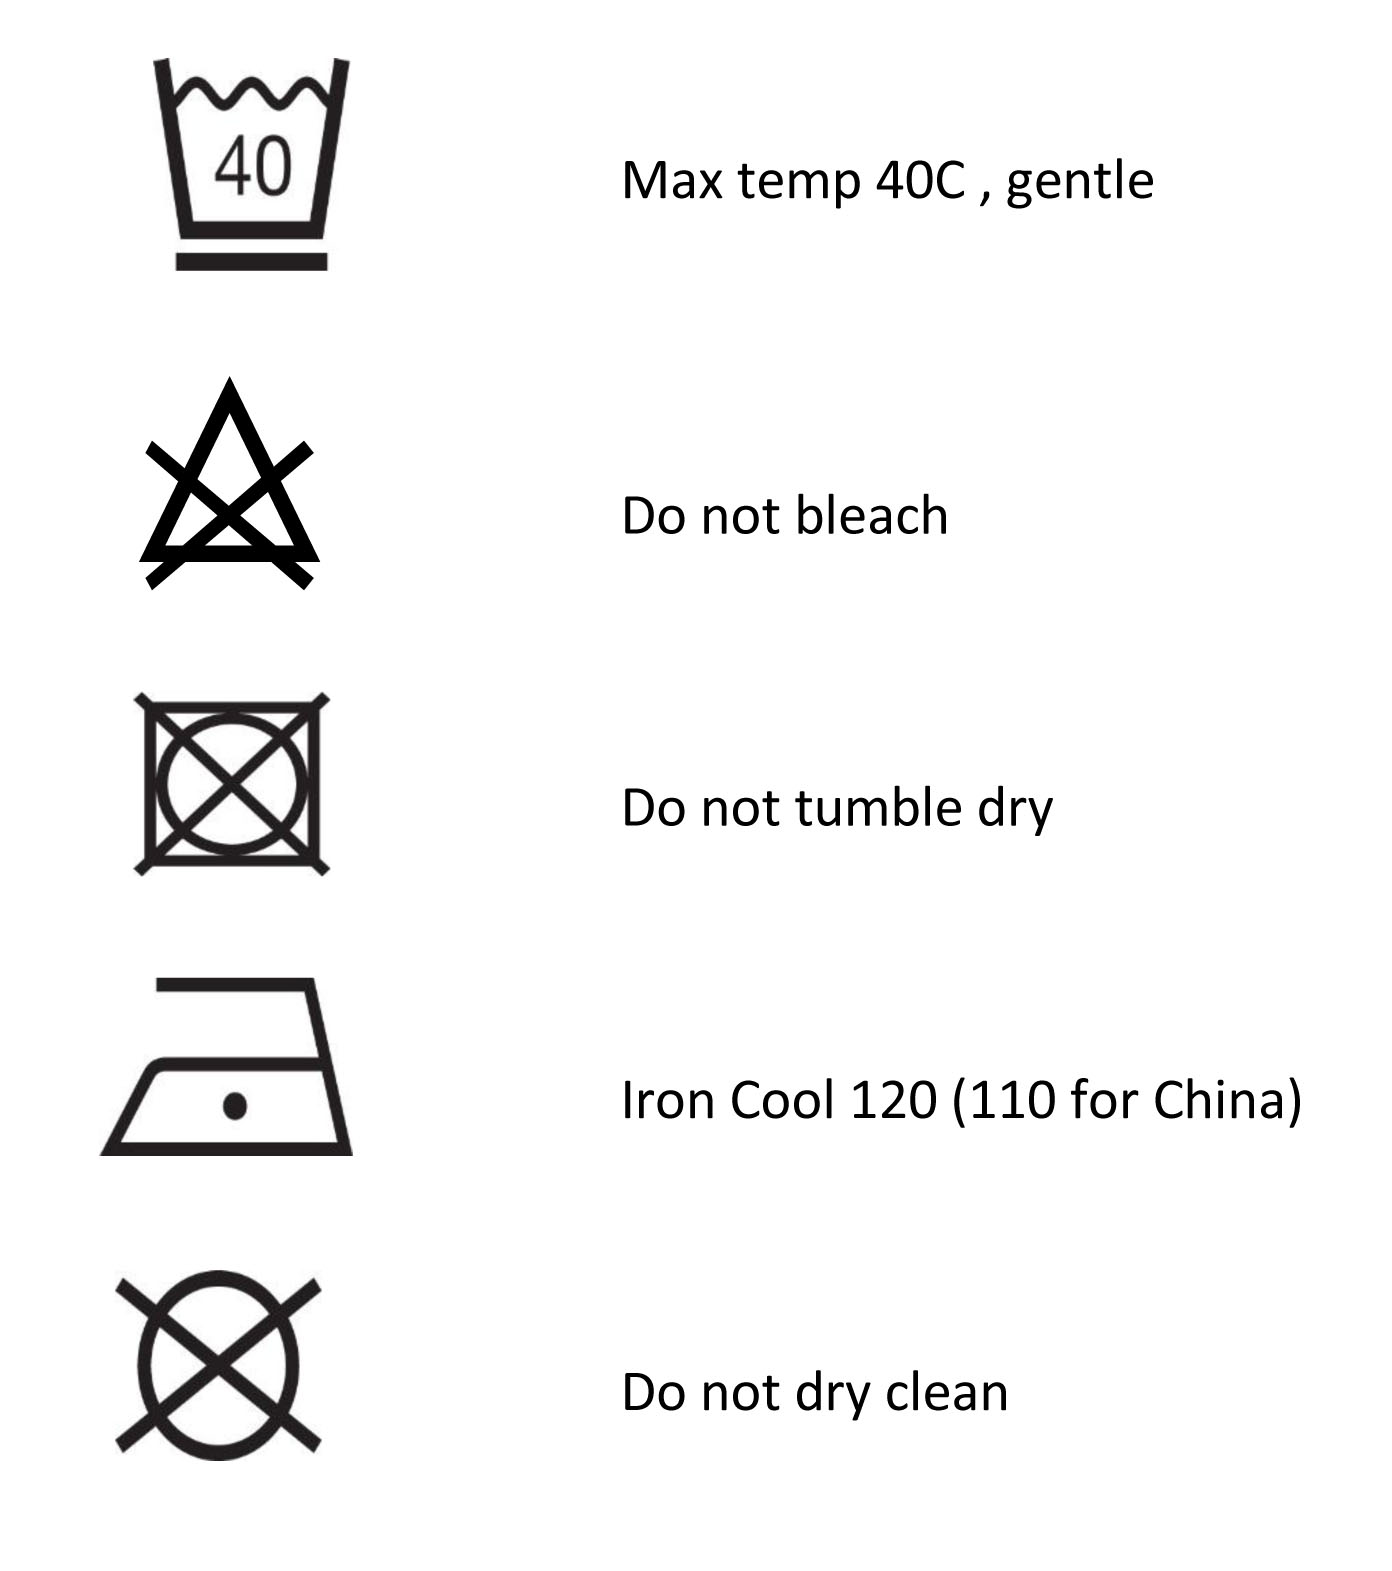 40
Max temp 40C , gentle
Do not bleach
Do not tumble dry
Iron Cool 120 (110 for China)
Do not dry clean